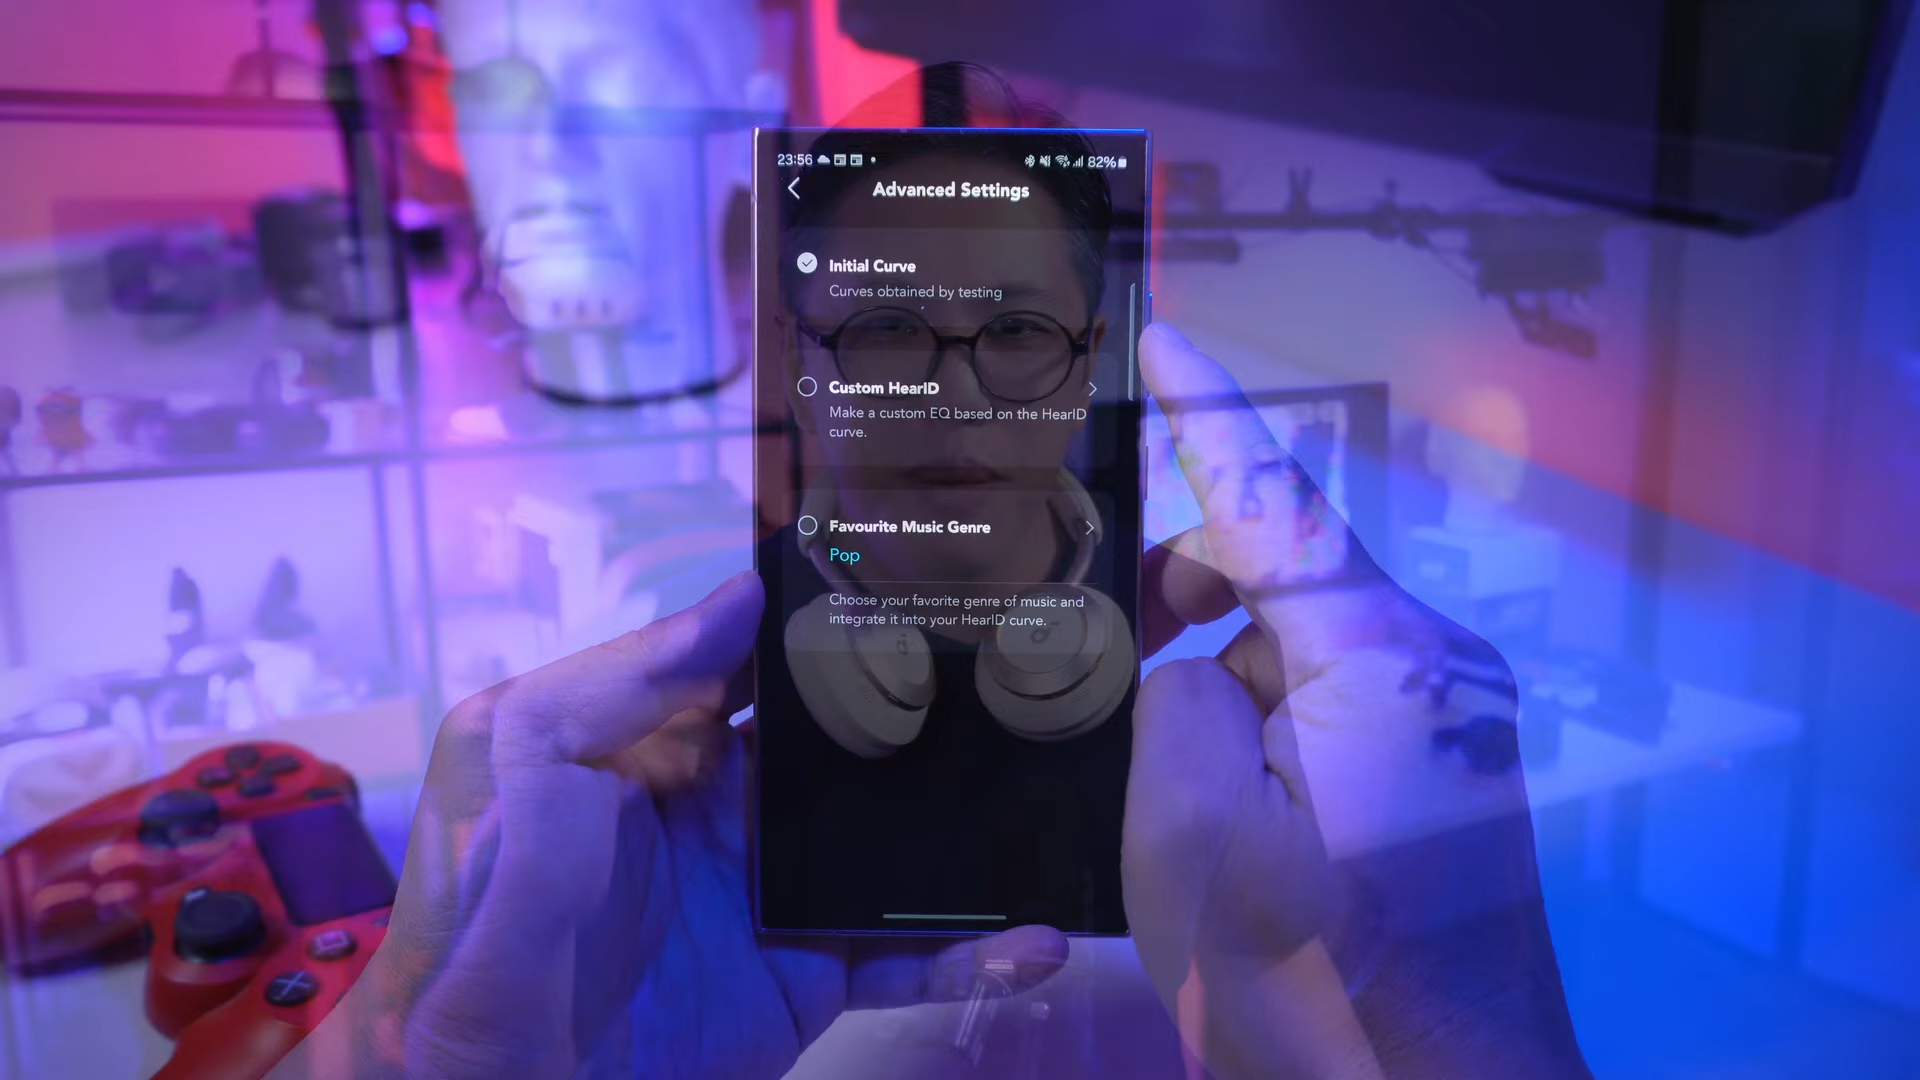 23:56
82%
Advanced Settings
Initial Curve
Curves obtained by testing
Custom HearID
Make a custom EQ based on the HearID
curve.
Favourite Music Genre
Pop
Choose your favorite genre of music and
integrate it into your HearID curve.